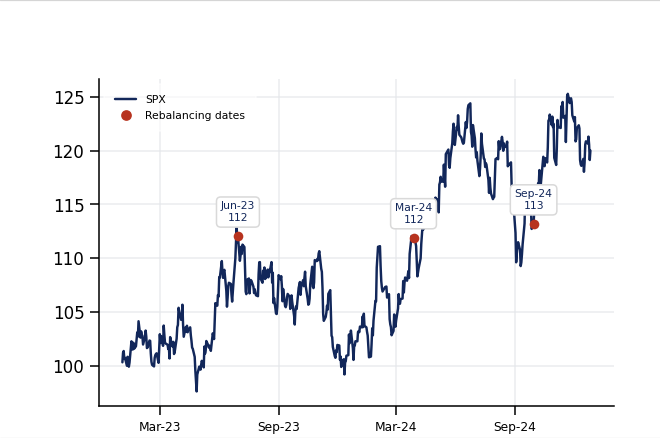 SPX
Rebalancing dates
125
120
115
110
105
100
Jun-23
112
Mar-24
112
Sep-24
113
Mar-23
Sep-23
Mar-24
Sep-24